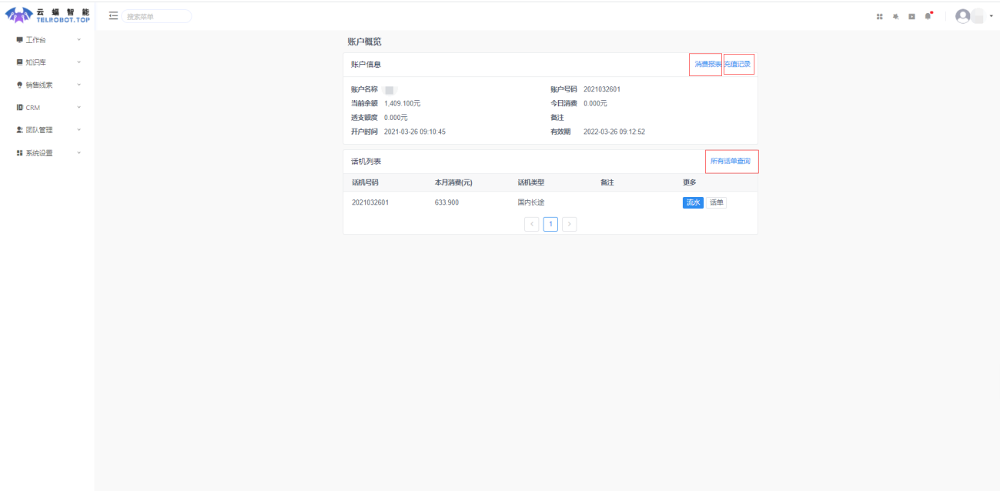 云蝠智能
TELROBOT.TOP
搜索菜单
工作台
知识库
销售线索
CRM
团队管理
系统设置
账户概览
账户信息 消费报表 充值记录
账户名称 账户号码 2021032601
当前余额 1,409.100元 今日消费 0.000元
透支额度 0.000元 备注
开户时间 2021-03-26 09:10:45 有效期 2022-03-26 09:12:52
话机列表 所有话单查询
话机号码 本月消费(元) 话机类型 备注 更多
2021032601 633.900 国内长途 流水 话单
< 1 >